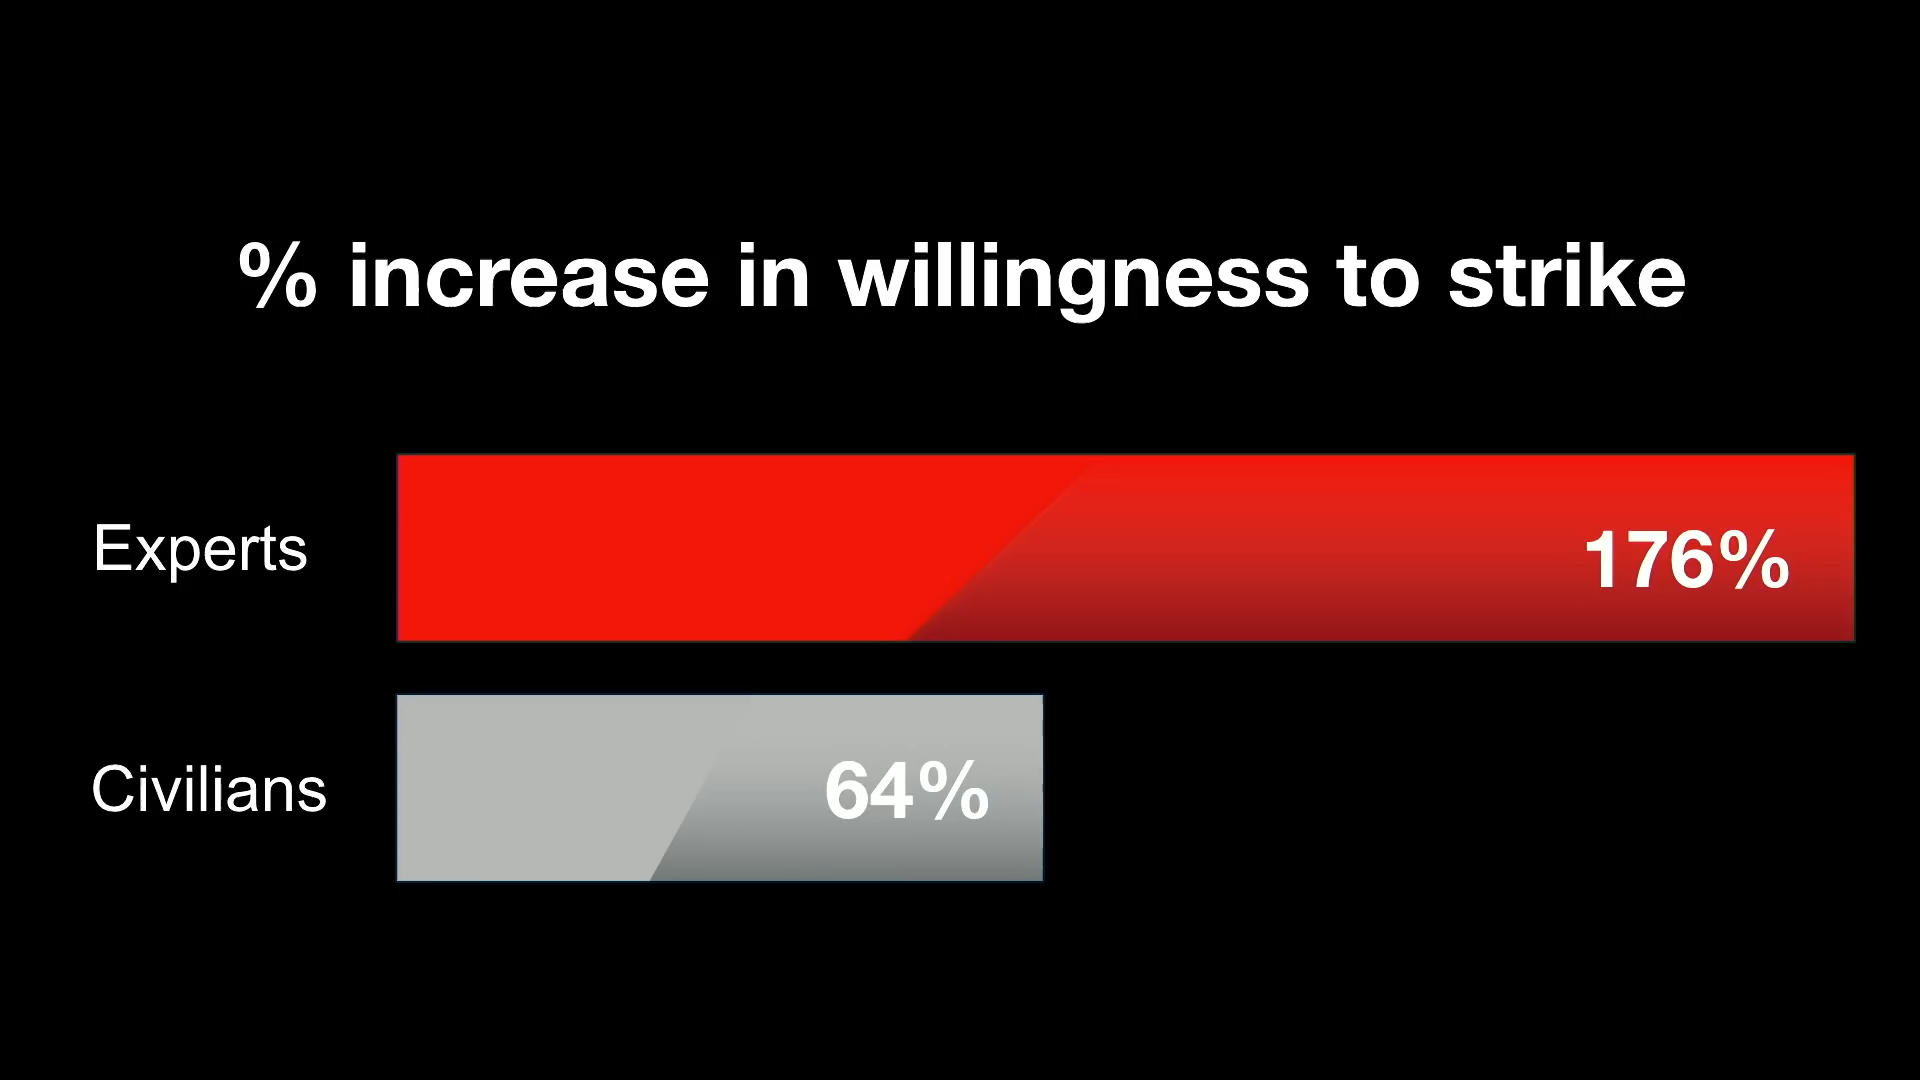 % increase in willingness to strike
Experts
176%
Civilians
64%